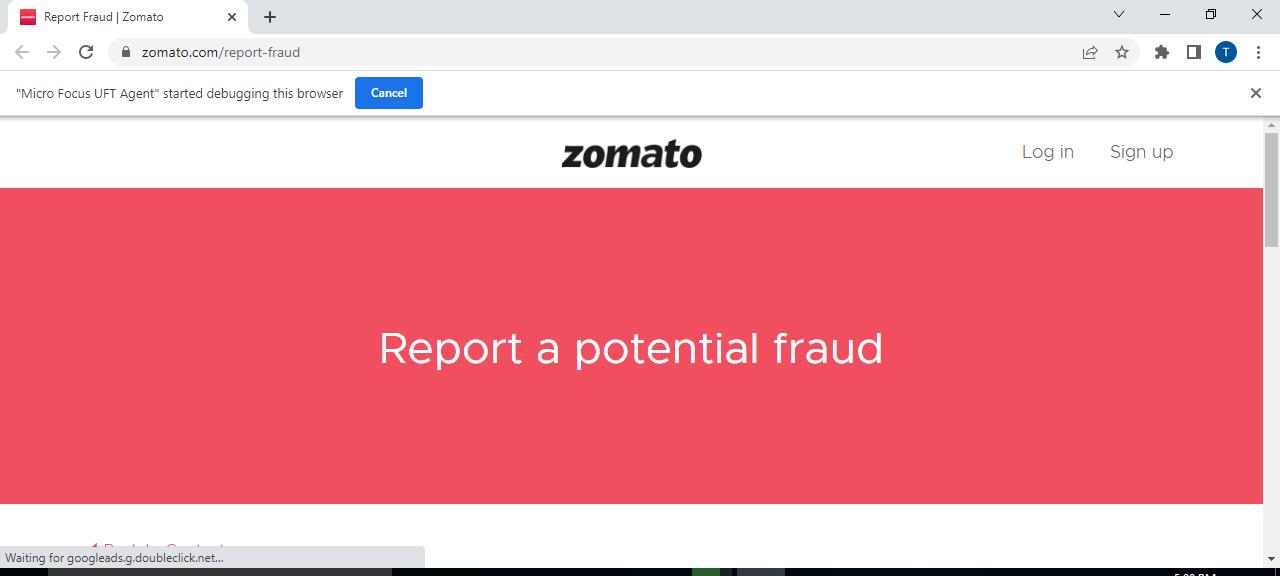 Report Fraud | Zomato
zomato.com/report-fraud
T
"Micro Focus UFT Agent" started debugging this browser
Cancel
zomato
Log in
Sign up
Report a potential fraud
Waiting for googleads.g.doubleclick.net...